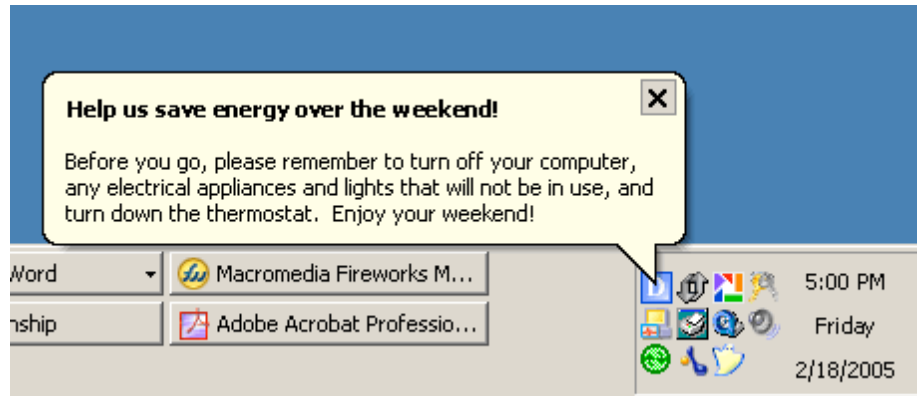 Help us save energy over the weekend!
Before you go, please remember to turn off your computer,
any electrical appliances and lights that will not be in use, and
turn down the thermostat.  Enjoy your weekend!
Word
Macromedia Fireworks M...
nship
Adobe Acrobat Professio...
D
5:00 PM
Friday
2/18/2005